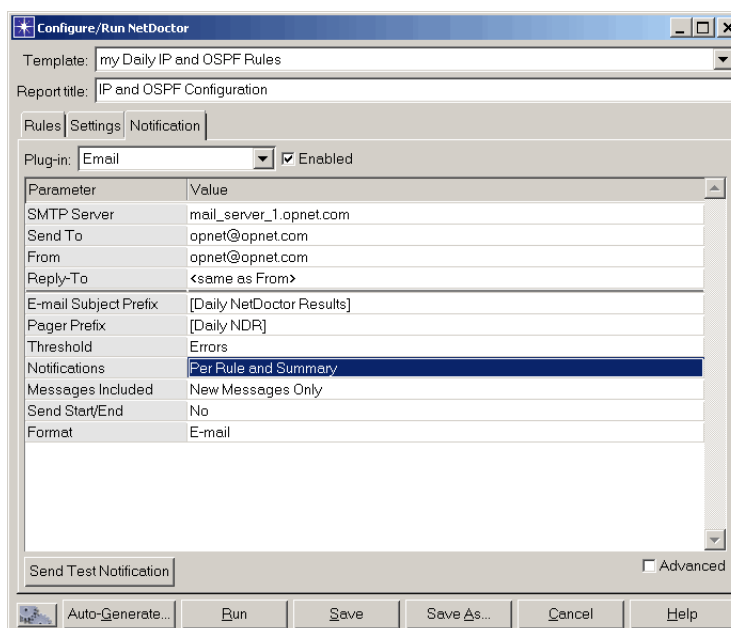 Configure/Run NetDoctor
Template: my Daily IP and OSPF Rules
Report title: IP and OSPF Configuration
Rules Settings Notification
Plug-in: Email Enabled
Parameter Value
SMTP Server mail_server_1.opnet.com
Send To opnet@opnet.com
From opnet@opnet.com
Reply-To <same as From>
E-mail Subject Prefix [Daily NetDoctor Results]
Pager Prefix [Daily NDR]
Threshold Errors
Notifications Per Rule and Summary
Messages Included New Messages Only
Send Start/End No
Format E-mail
Send Test Notification Advanced
Auto-Generate... Run Save Save As... Cancel Help